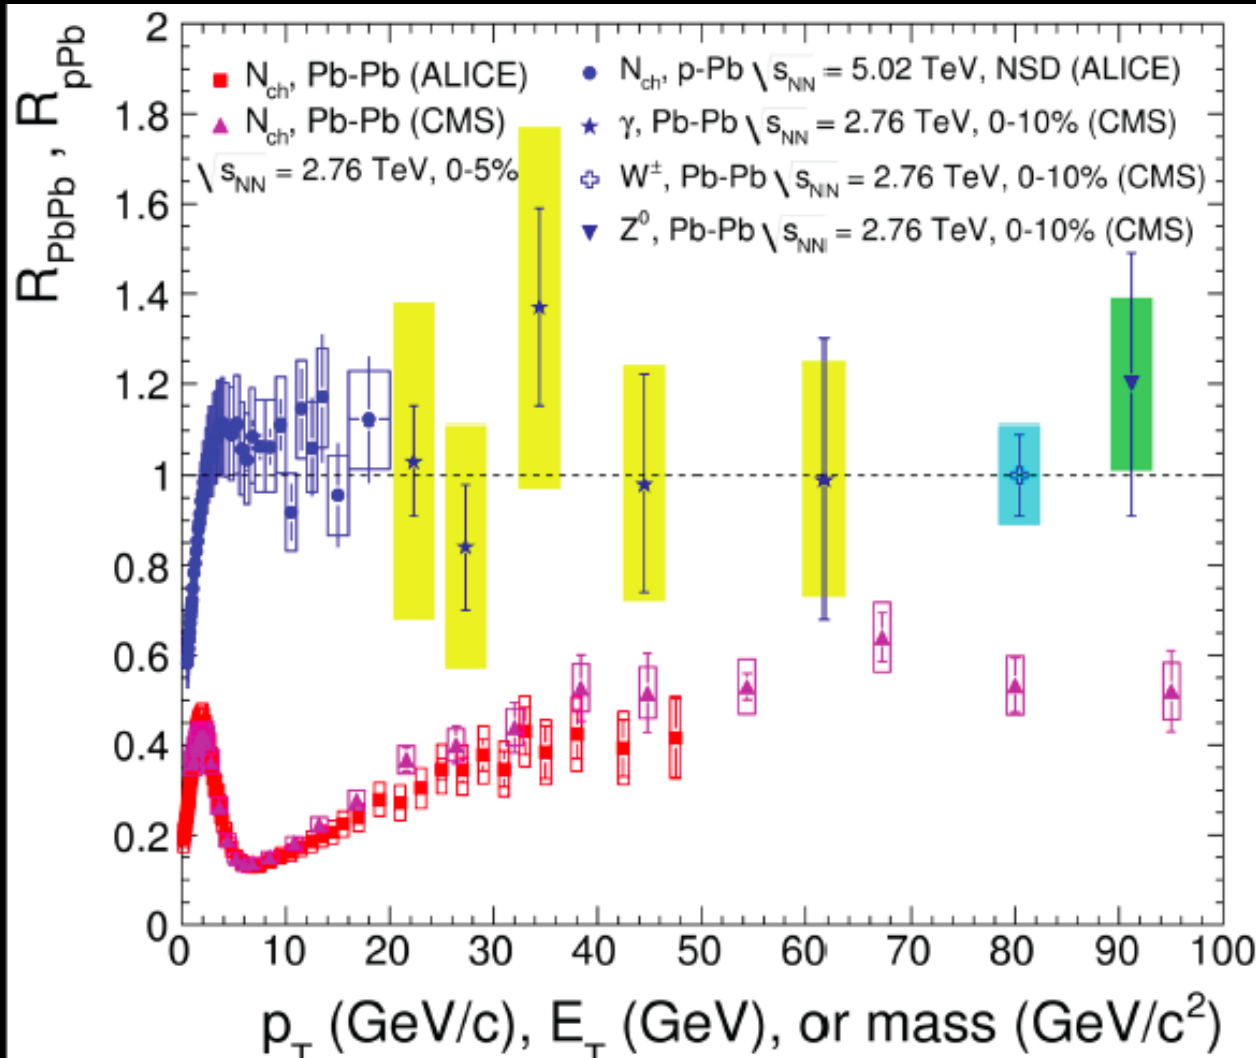 R_PbPb , R_pPb
2
1.8
1.6
1.4
1.2
1
0.8
0.6
0.4
0.2
0
N_ch, Pb-Pb (ALICE)
N_ch, Pb-Pb (CMS)
√s_NN = 2.76 TeV, 0-5%
N_ch, p-Pb √s_NN = 5.02 TeV, NSD (ALICE)
γ, Pb-Pb √s_NN = 2.76 TeV, 0-10% (CMS)
W^±, Pb-Pb √s_NN = 2.76 TeV, 0-10% (CMS)
Z^0, Pb-Pb √s_NN = 2.76 TeV, 0-10% (CMS)
0 10 20 30 40 50 60 70 80 90 100
p_T (GeV/c), E_T (GeV), or mass (GeV/c^2)